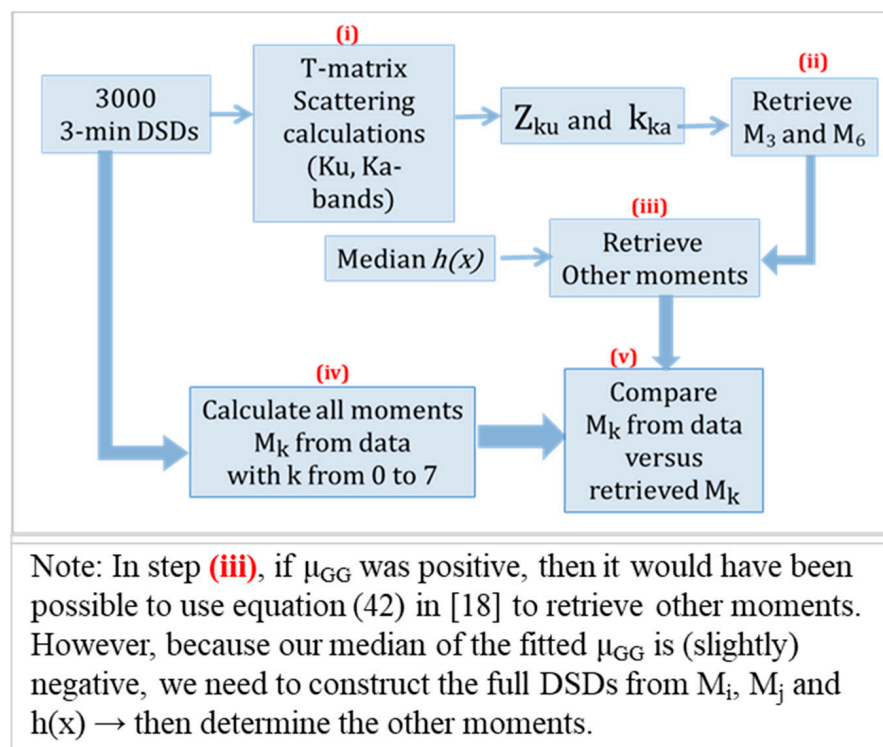 (i)
3000
3-min DSDs
T-matrix
Scattering
calculations
(Ku, Ka-
bands)
Zku and kka
(ii)
Retrieve
M3 and M6
(iii)
Median h(x)
Retrieve
Other moments
(iv)
Calculate all moments
Mk from data
with k from 0 to 7
(v)
Compare
Mk from data
versus
retrieved Mk
Note: In step (iii), if μGG was positive, then it would have been
possible to use equation (42) in [18] to retrieve other moments.
However, because our median of the fitted μGG is (slightly)
negative, we need to construct the full DSDs from Mi, Mj and
h(x) → then determine the other moments.